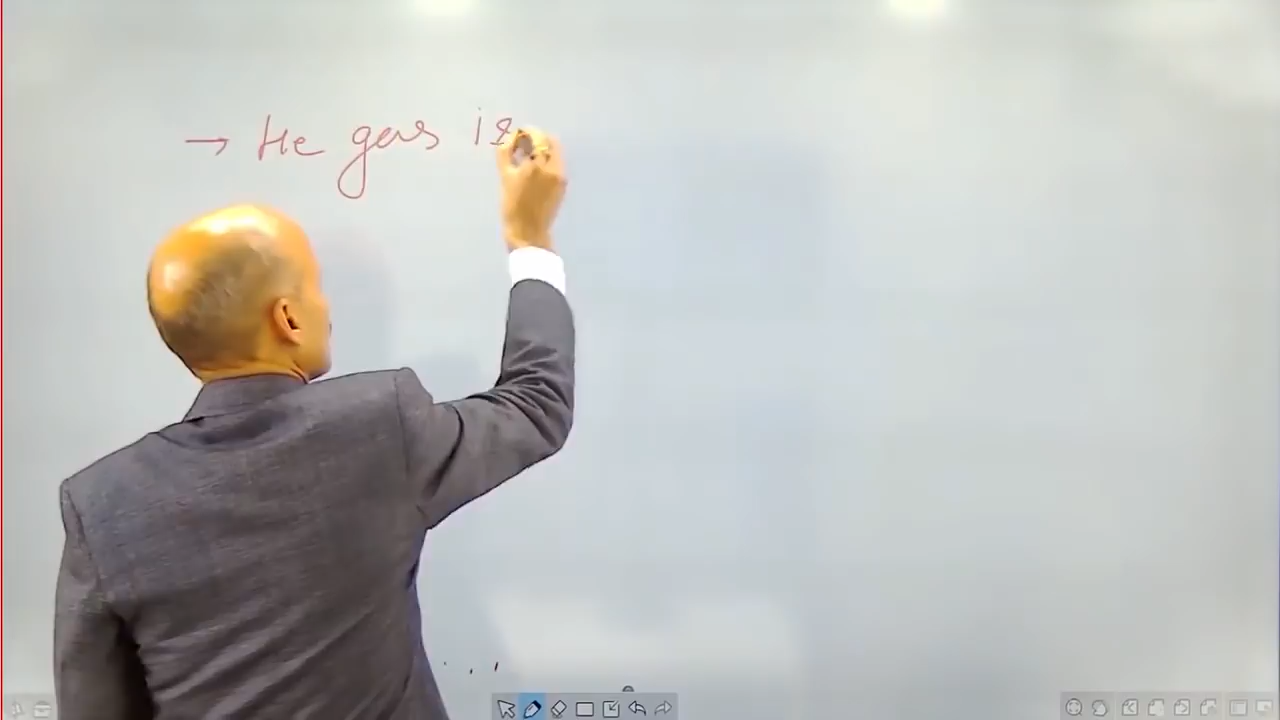 → He gas is